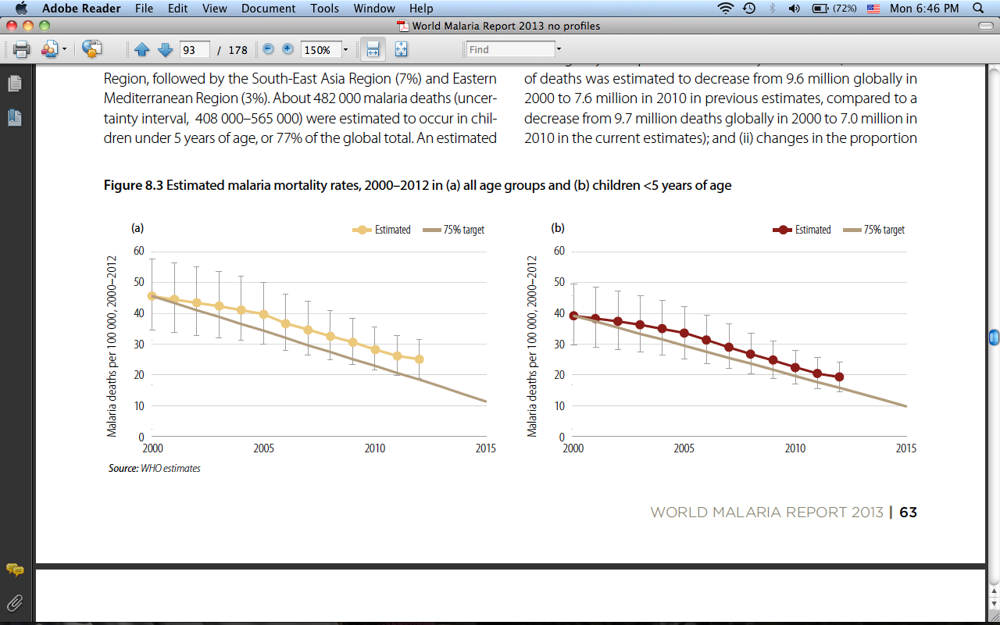 Adobe Reader File Edit View Document Tools Window Help (72%) Mon 6:46 PM
World Malaria Report 2013 no profiles
93 / 178 150% Find
Region, followed by the South-East Asia Region (7%) and Eastern
Mediterranean Region (3%). About 482 000 malaria deaths (uncer-
tainty interval, 408 000–565 000) were estimated to occur in chil-
dren under 5 years of age, or 77% of the global total. An estimated
of deaths was estimated to decrease from 9.6 million globally in
2000 to 7.6 million in 2010 in previous estimates, compared to a
decrease from 9.7 million deaths globally in 2000 to 7.0 million in
2010 in the current estimates); and (ii) changes in the proportion
Figure 8.3 Estimated malaria mortality rates, 2000–2012 in (a) all age groups and (b) children <5 years of age
(a)
Estimated 75% target
Malaria deaths per 100 000, 2000–2012
60
50
40
30
20
10
0
2000 2005 2010 2015
(b)
Estimated 75% target
Malaria deaths per 100 000, 2000–2012
60
50
40
30
20
10
0
2000 2005 2010 2015
Source: WHO estimates
WORLD MALARIA REPORT 2013 | 63